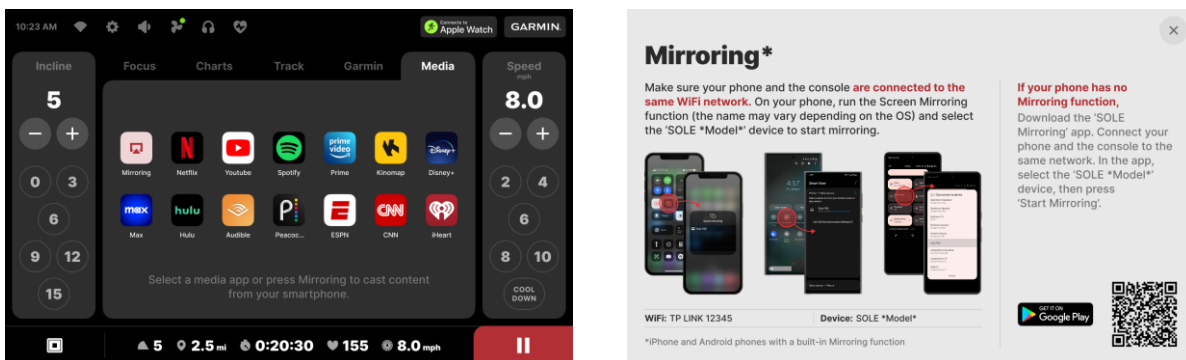 10:23 AM
Connects to
Apple Watch
GARMIN
Incline
5
0 3
6
9 12
15
Focus Charts Track Garmin Media
Mirroring Netflix Youtube Spotify Prime Kinomap Disney+
Max Hulu Audible Peacoc... ESPN CNN iHeart
Select a media app or press Mirroring to cast content
from your smartphone.
Speed
mph
8.0
2 4
6
8 10
COOL
DOWN
5 2.5 mi 0:20:30 155 8.0 mph
Mirroring*
Make sure your phone and the console are connected to the
same WiFi network. On your phone, run the Screen Mirroring
function (the name may vary depending on the OS) and select
the 'SOLE *Model*' device to start mirroring.
WiFi: TP LINK 12345 Device: SOLE *Model*
*iPhone and Android phones with a built-in Mirroring function
If your phone has no
Mirroring function,
Download the 'SOLE
Mirroring' app. Connect your
phone and the console to the
same network. In the app,
select the 'SOLE *Model*'
device, then press
'Start Mirroring'.
GET IT ON
Google Play